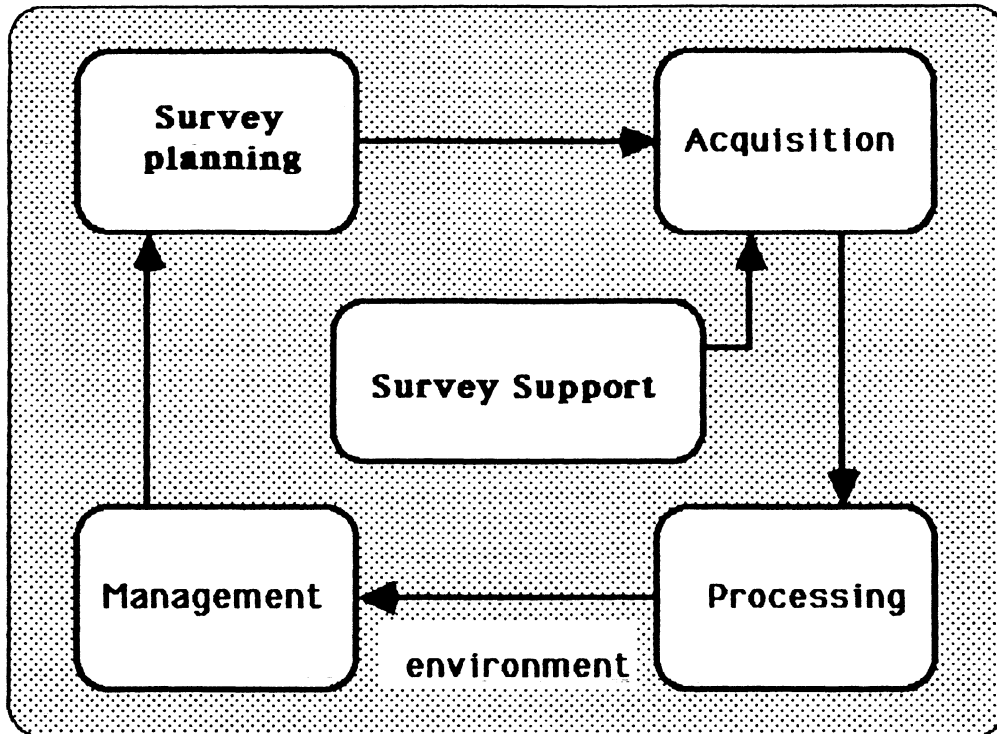 Survey
planning
Acquisition
Survey Support
Management
Processing
environment